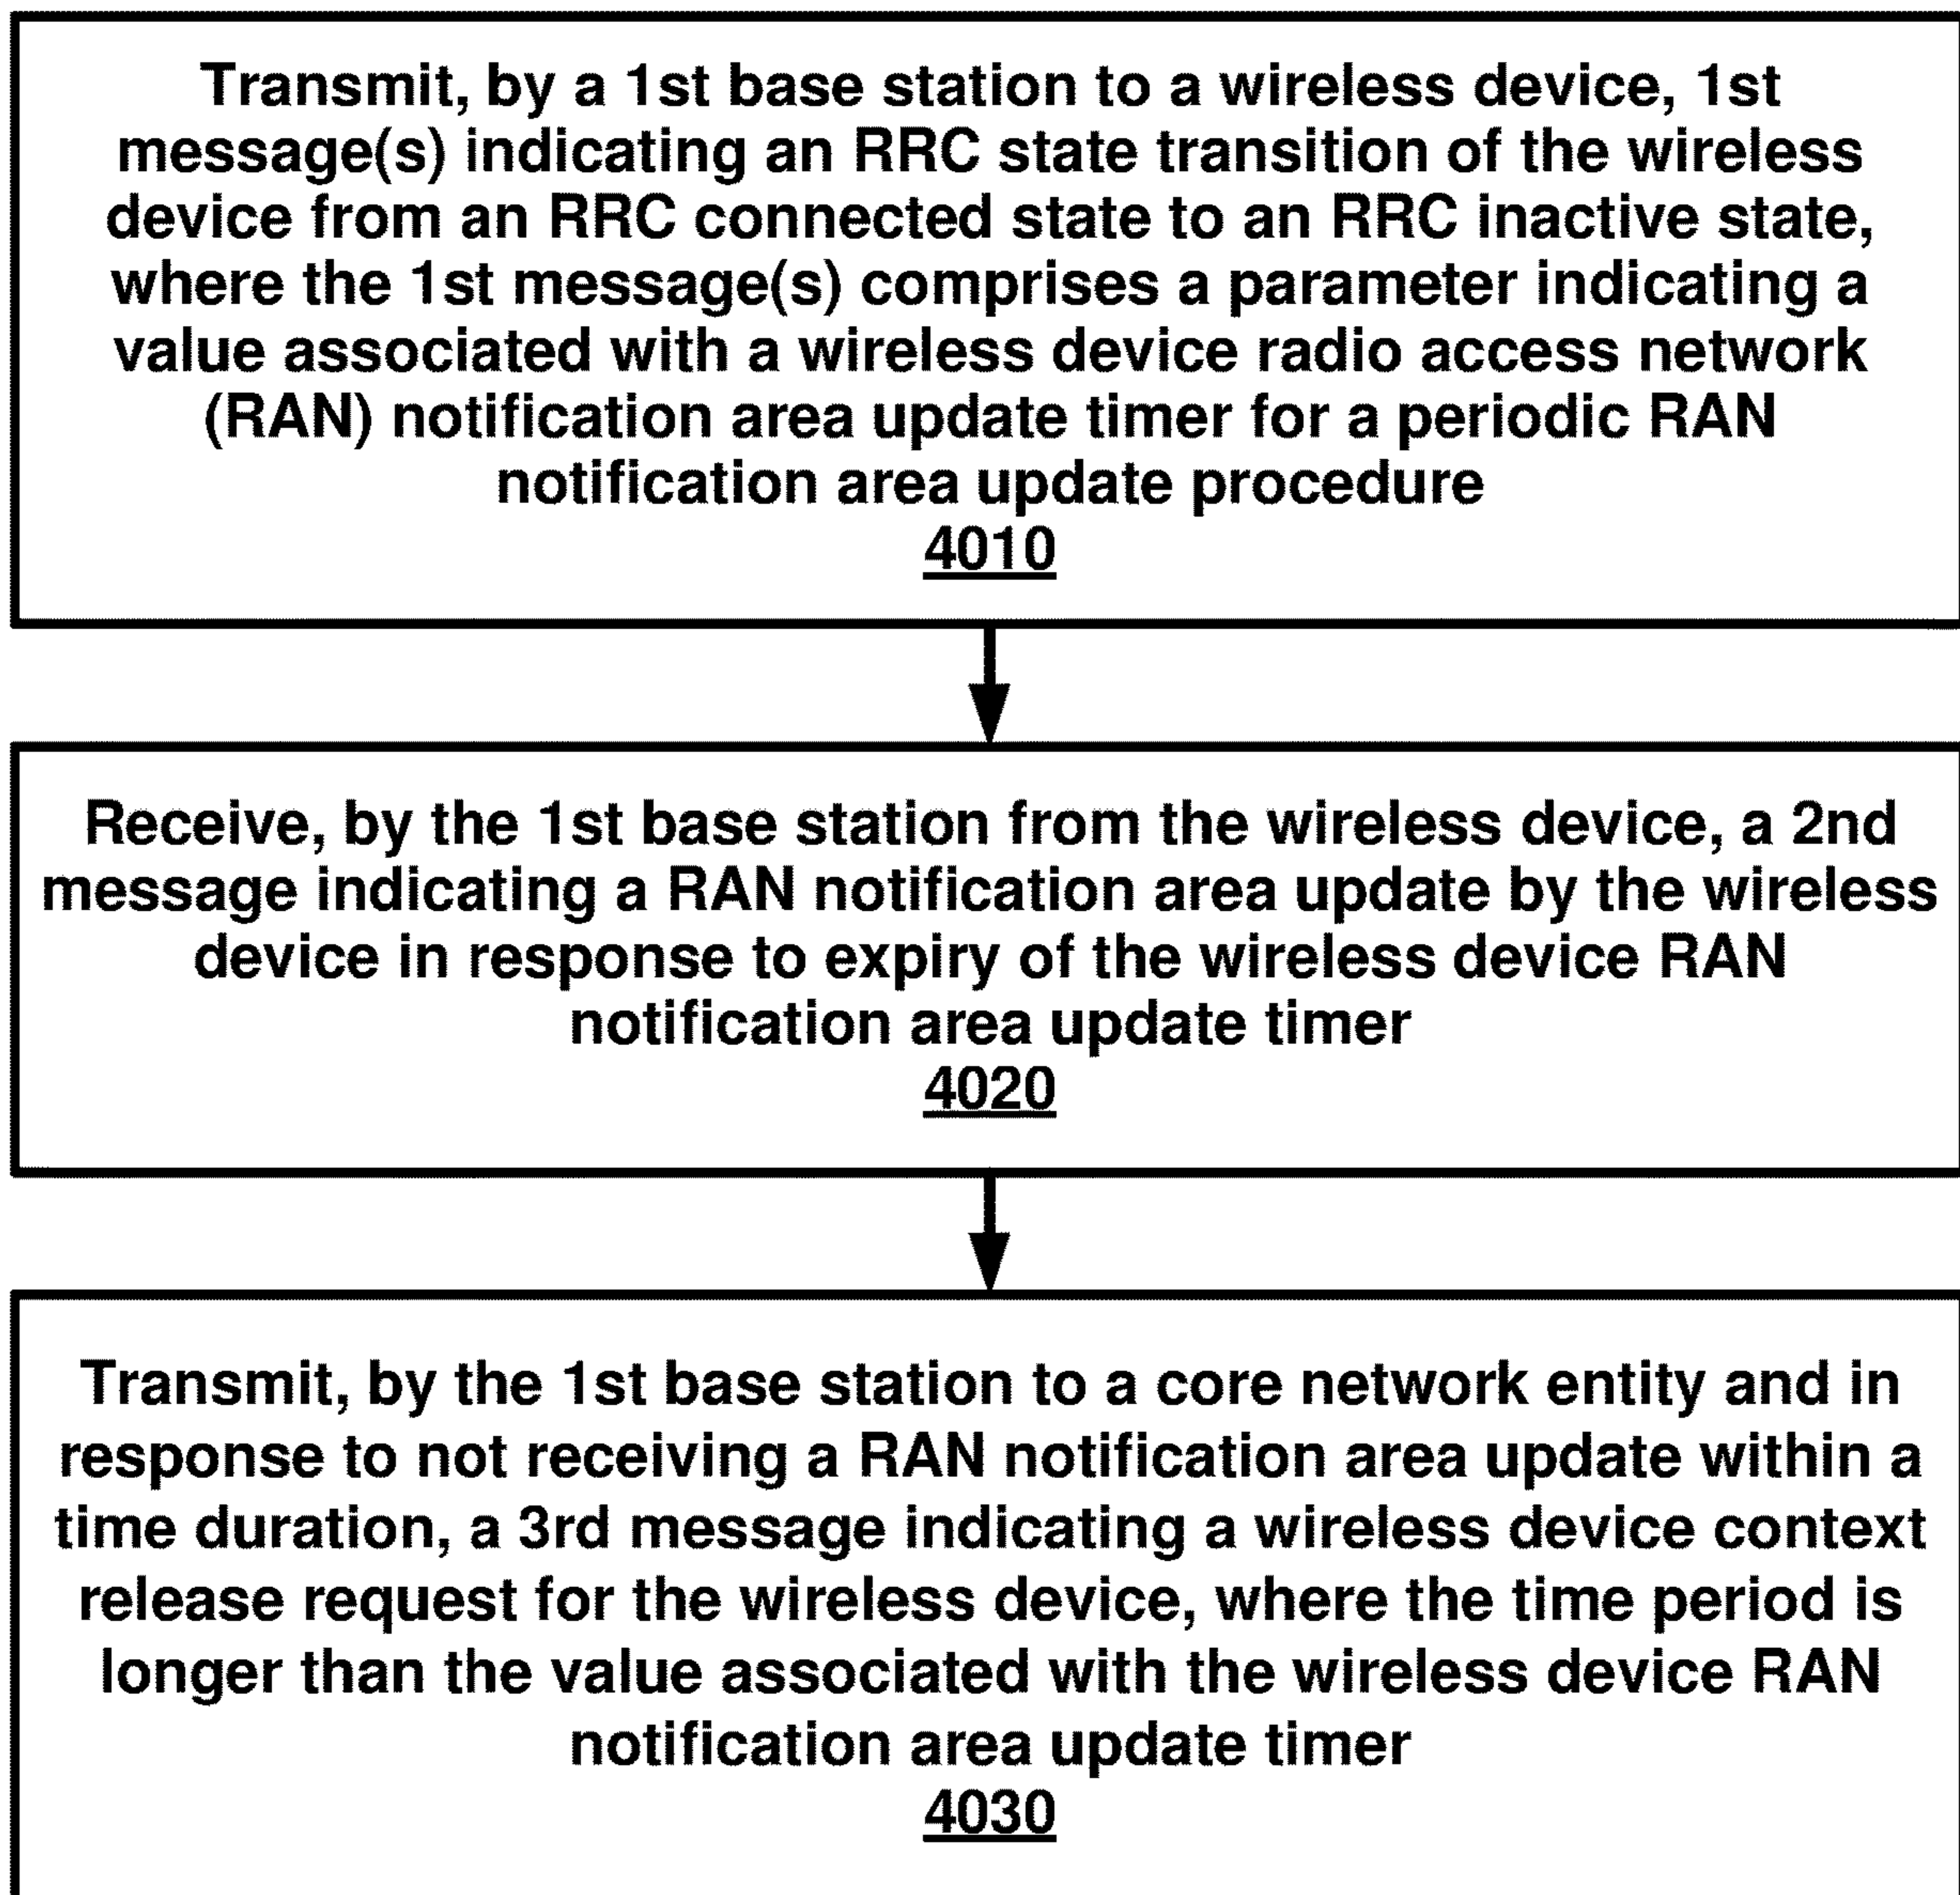 Transmit, by a 1st base station to a wireless device, 1st
message(s) indicating an RRC state transition of the wireless
device from an RRC connected state to an RRC inactive state,
where the 1st message(s) comprises a parameter indicating a
value associated with a wireless device radio access network
(RAN) notification area update timer for a periodic RAN
notification area update procedure
4010
Receive, by the 1st base station from the wireless device, a 2nd
message indicating a RAN notification area update by the wireless
device in response to expiry of the wireless device RAN
notification area update timer
4020
Transmit, by the 1st base station to a core network entity and in
response to not receiving a RAN notification area update within a
time duration, a 3rd message indicating a wireless device context
release request for the wireless device, where the time period is
longer than the value associated with the wireless device RAN
notification area update timer
4030